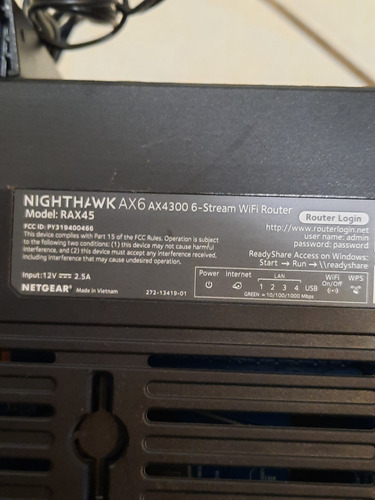 NIGHTHAWK AX6 AX4300 6-Stream WiFi Router
Model: RAX45
Router Login
FCC ID: PY319400486
http://www.routerlogin.net
This device complies with Part 15 of the FCC Rules. Operation is subject
user name: admin
to the following two conditions: (1) this device may not cause harmful
password: password
interference, and (2) this device must accept any interference received,
including interference that may cause undesired operation.
ReadyShare Access on Windows:
Start → Run → \\readyshare
Input:12V ⎓ 2.5A
NETGEAR® Made in Vietnam
272-13419-01
Power Internet LAN WiFi WPS
On/Off
1 2 3 4 USB
GREEN = 10/100/1000 Mbps